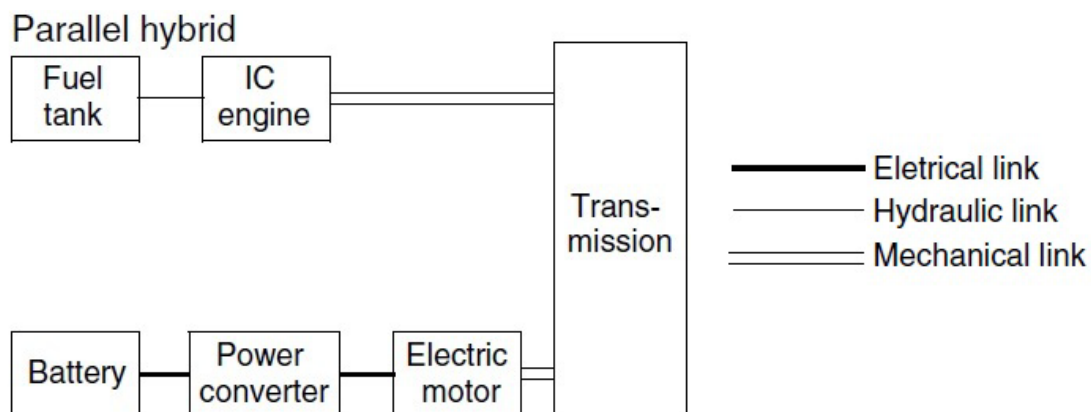 Parallel hybrid
Fuel
tank
IC
engine
Trans-
mission
Eletrical link
Hydraulic link
Mechanical link
Battery
Power
converter
Electric
motor